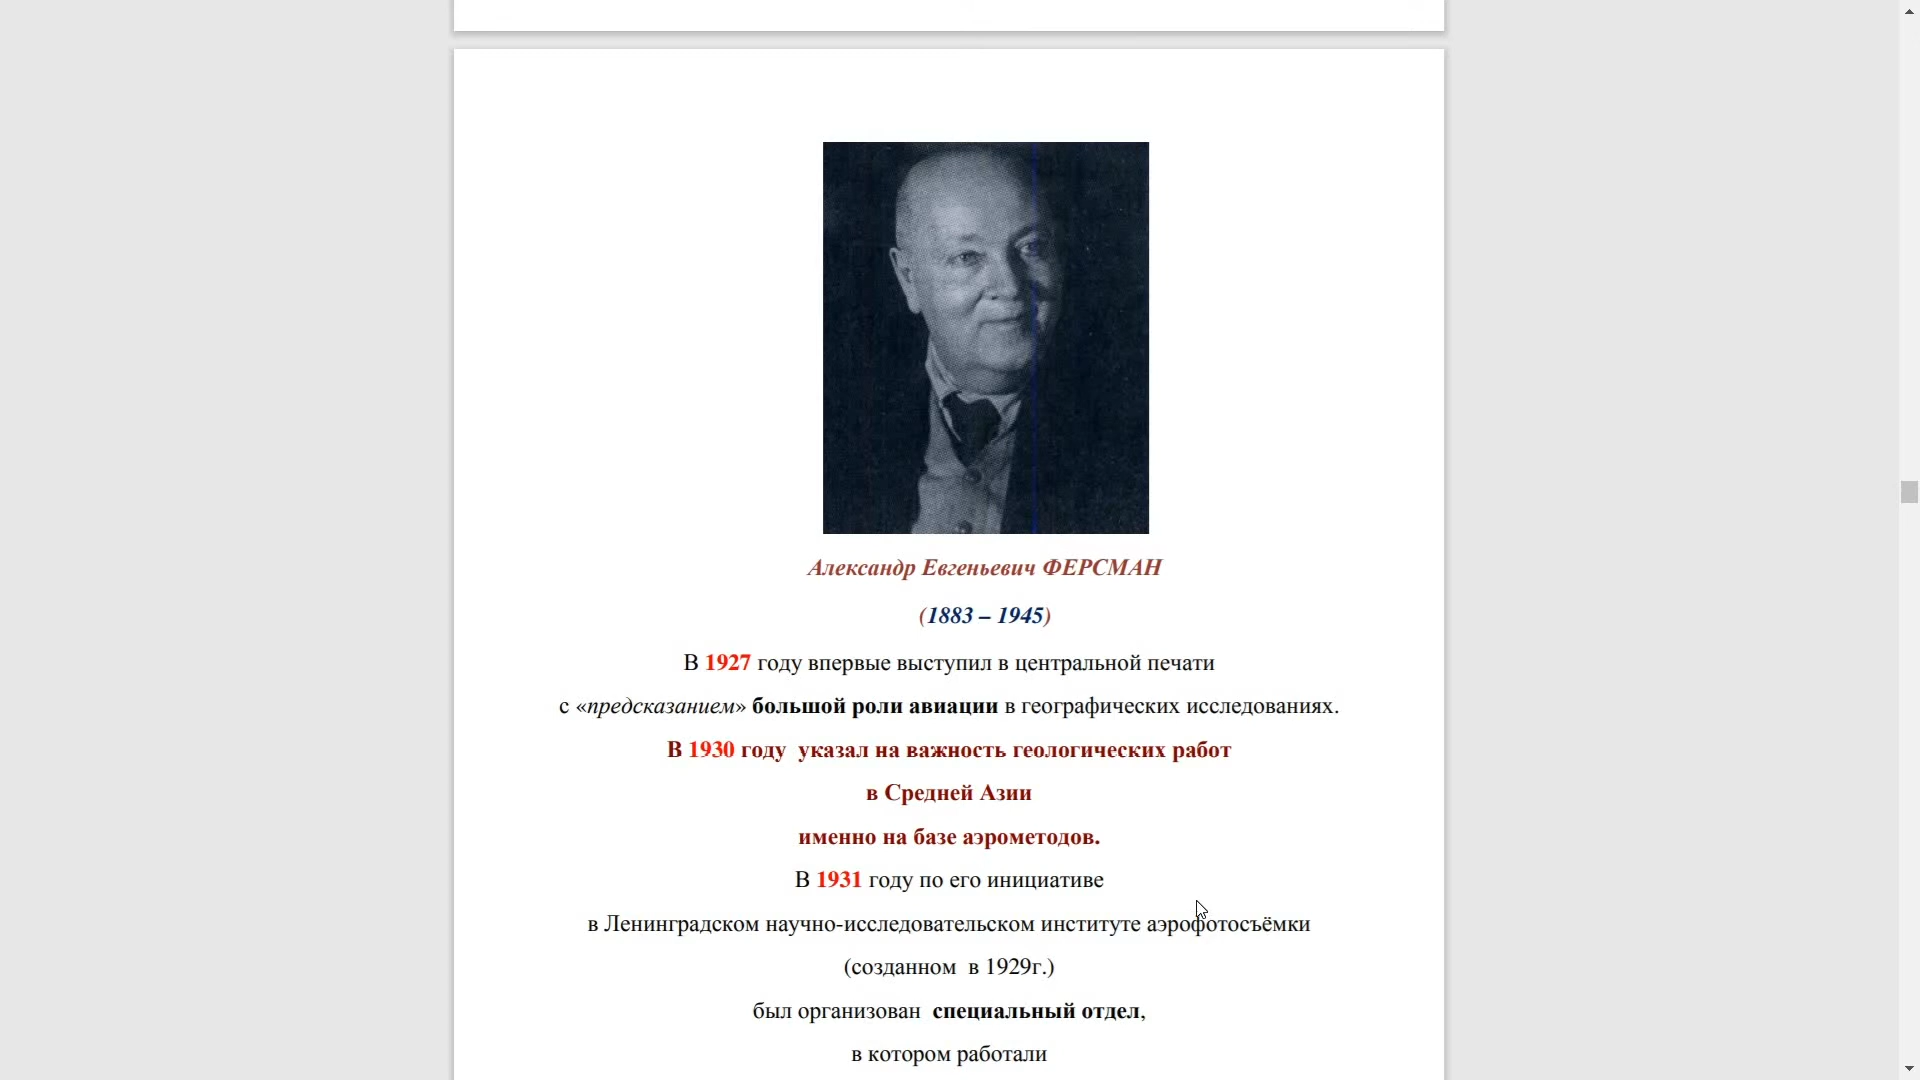 Александр Евгеньевич ФЕРСМАН
(1883 – 1945)
В 1927 году впервые выступил в центральной печати
с «предсказанием» большой роли авиации в географических исследованиях.
В 1930 году указал на важность геологических работ
в Средней Азии
именно на базе аэрометодов.
В 1931 году по его инициативе
в Ленинградском научно-исследовательском институте аэрофотосъёмки
(созданном в 1929г.)
был организован специальный отдел,
в котором работали